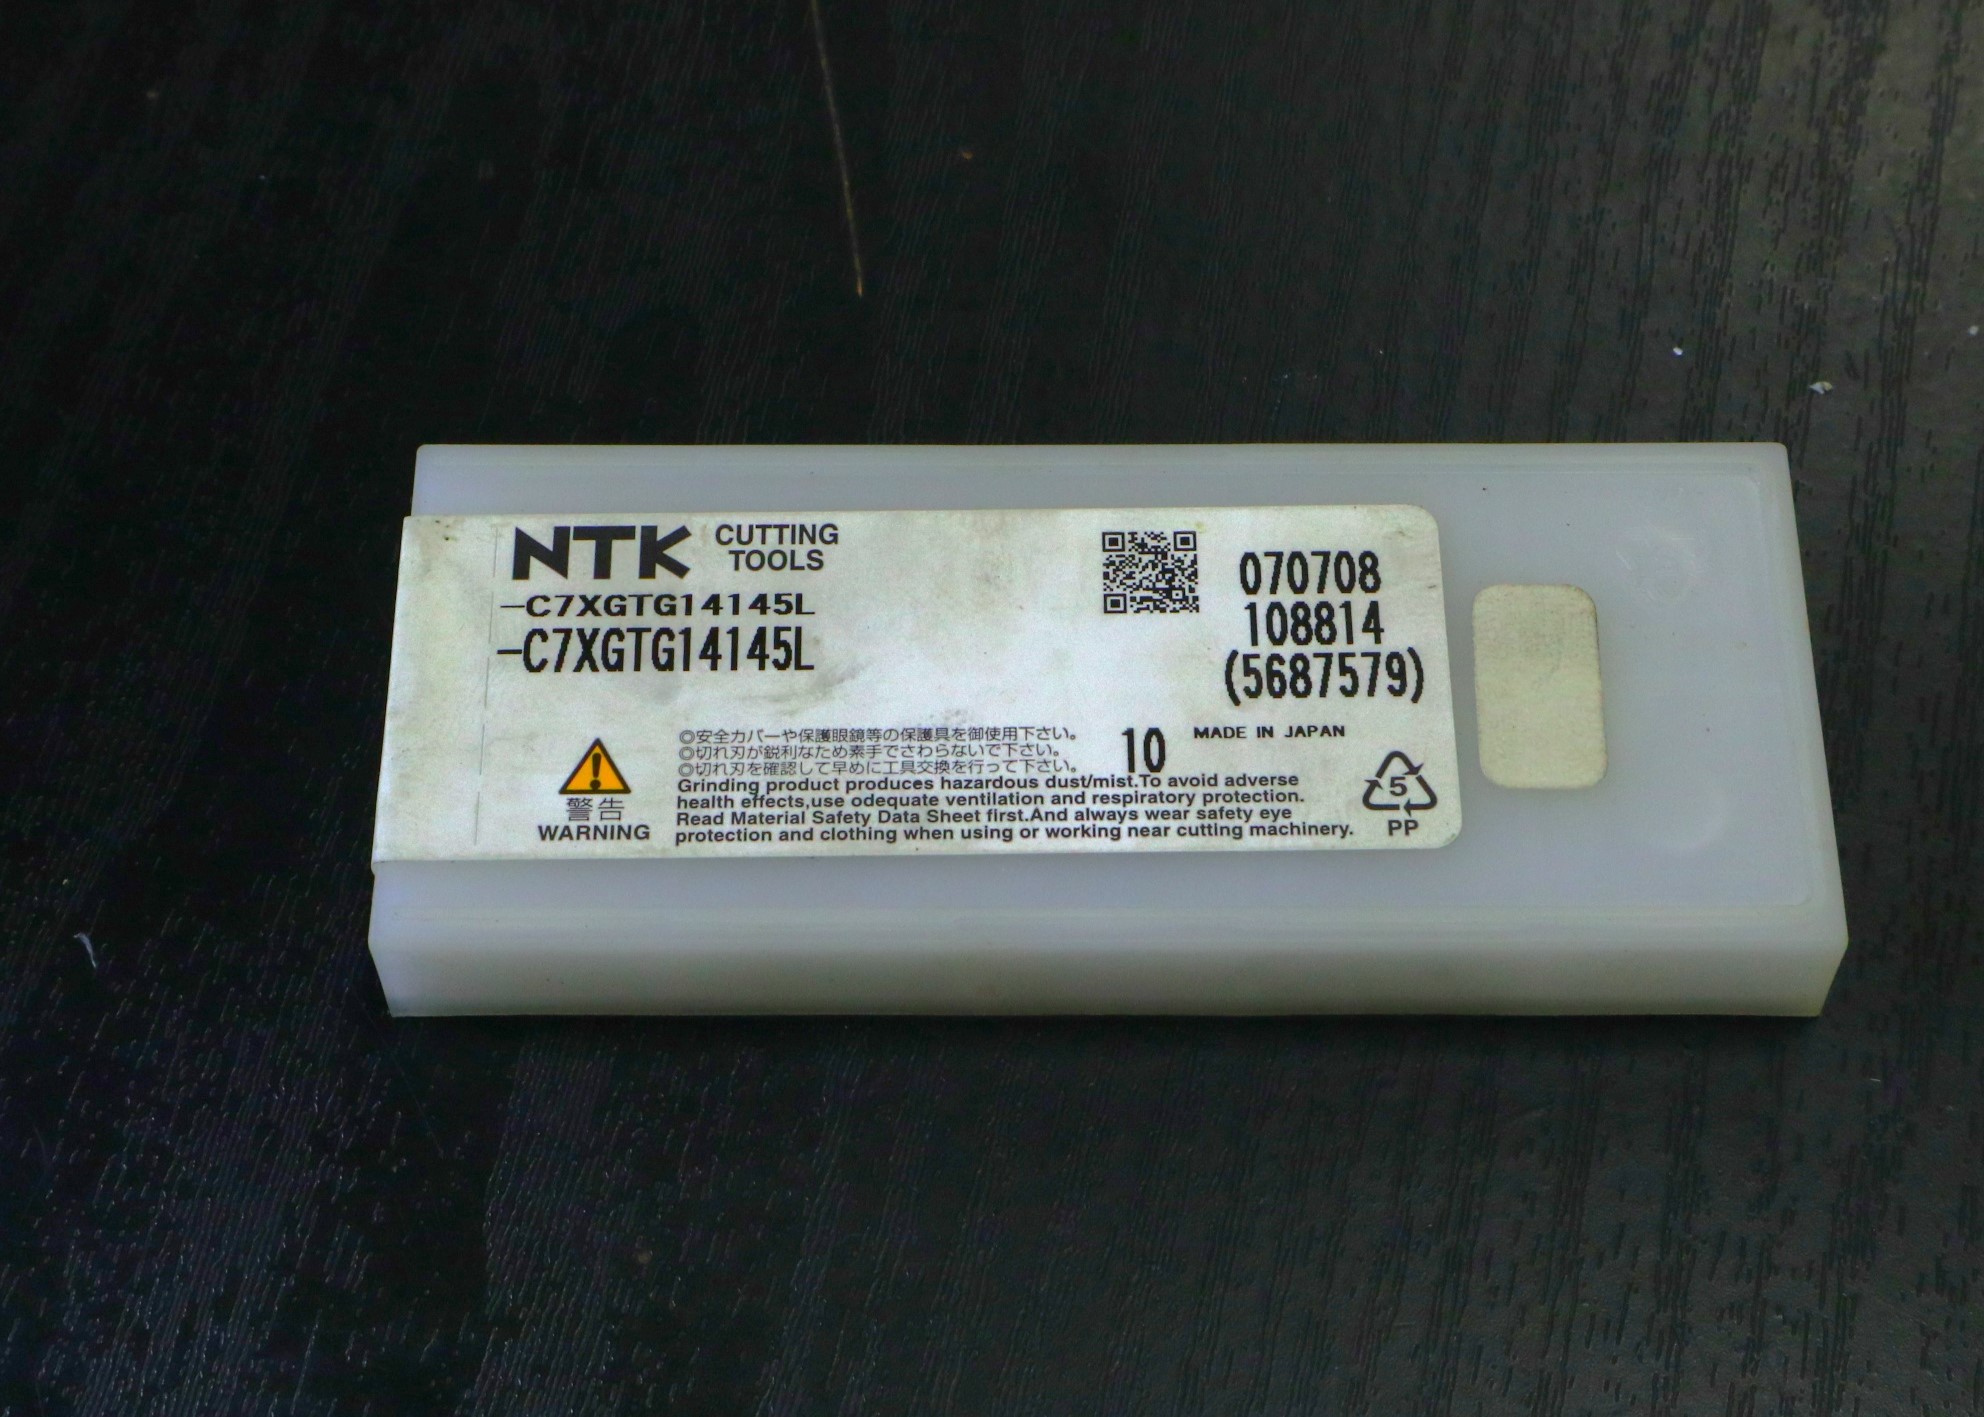 NTK CUTTING
TOOLS
-C7XGTG14145L
-C7XGTG14145L
070708
108814
(5687579)
10
MADE IN JAPAN
◎安全カバーや保護眼鏡等の保護具を御使用下さい。
◎切れ刃が鋭利なため素手でさわらないで下さい。
◎切れ刃を確認して早めに工具交換を行って下さい。
Grinding product produces hazardous dust/mist.To avoid adverse
health effects,use odequate ventilation and respiratory protection.
Read Material Safety Data Sheet first.And always wear safety eye
protection and clothing when using or working near cutting machinery.
警告
WARNING
5
PP